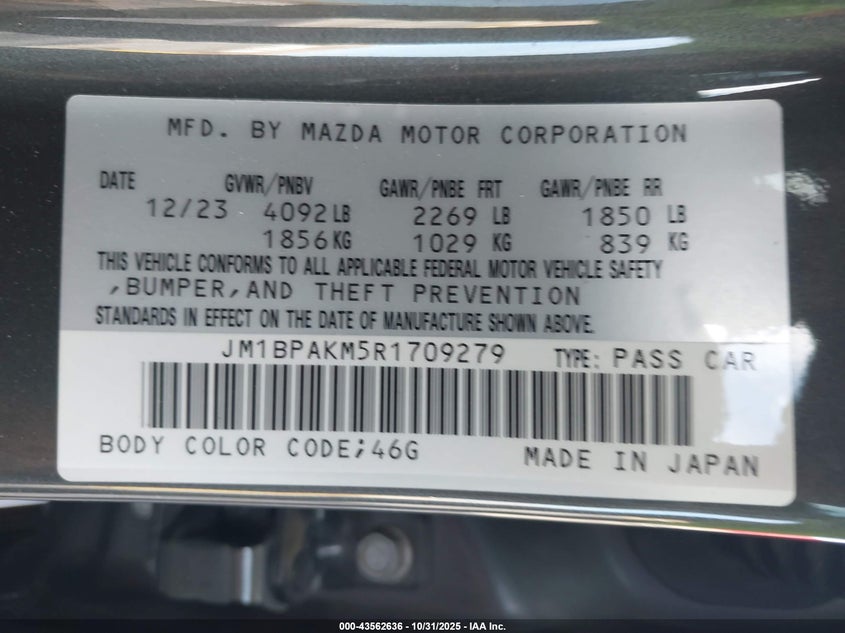 MFD. BY MAZDA MOTOR CORPORATION
DATE GVWR/PNBV GAWR/PNBE FRT GAWR/PNBE RR
12/23 4092 LB 2269 LB 1850 LB
1856 KG 1029 KG 839 KG
THIS VEHICLE CONFORMS TO ALL APPLICABLE FEDERAL MOTOR VEHICLE SAFETY
,BUMPER,AND THEFT PREVENTION
STANDARDS IN EFFECT ON THE DATE OF MANUFACTURE SHOWN ABOVE.
JM1BPAKM5R1709279 TYPE: PASS CAR
BODY COLOR CODE;46G MADE IN JAPAN
000-43562636 - 10/31/2025 - IAA Inc.